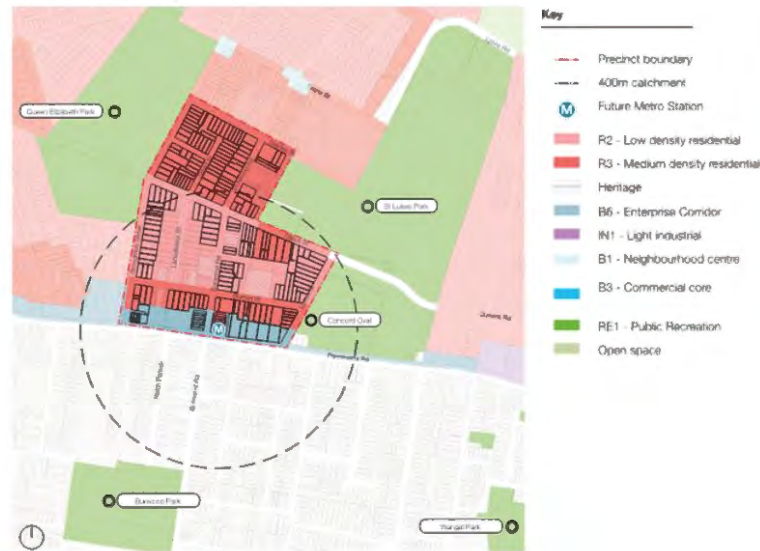 Key
Precinct boundary
400m catchment
M
Future Metro Station
R2 - Low density residential
R3 - Medium density residential
Heritage
B6 - Enterprise Corridor
IN1 - Light industrial
B1 - Neighbourhood centre
B3 - Commercial core
RE1 - Public Recreation
Open space
Queen Elizabeth Park
St Lukes Park
Concord Oval
M
Queens Rd
Parramatta Rd
Burwood Park